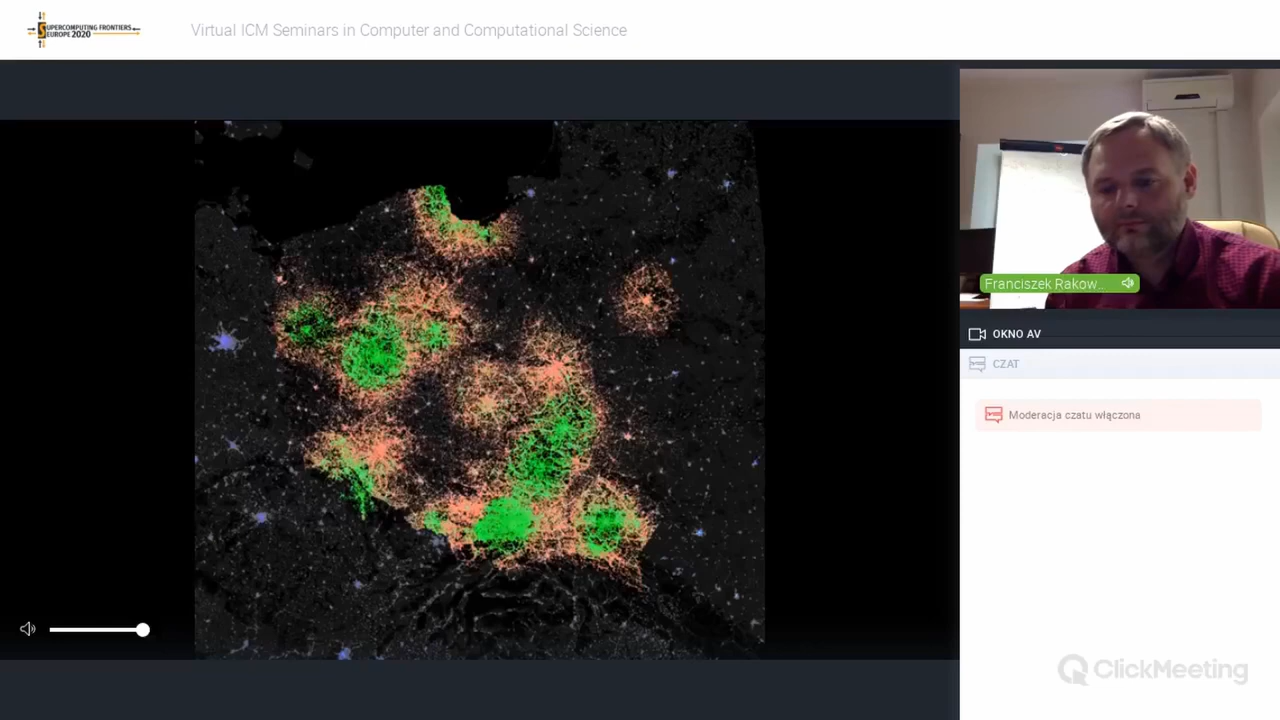 SUPERCOMPUTING FRONTIERS
EUROPE 2020
Virtual ICM Seminars in Computer and Computational Science
Franciszek Rakow...
OKNO AV
CZAT
Moderacja czatu włączona
ClickMeeting